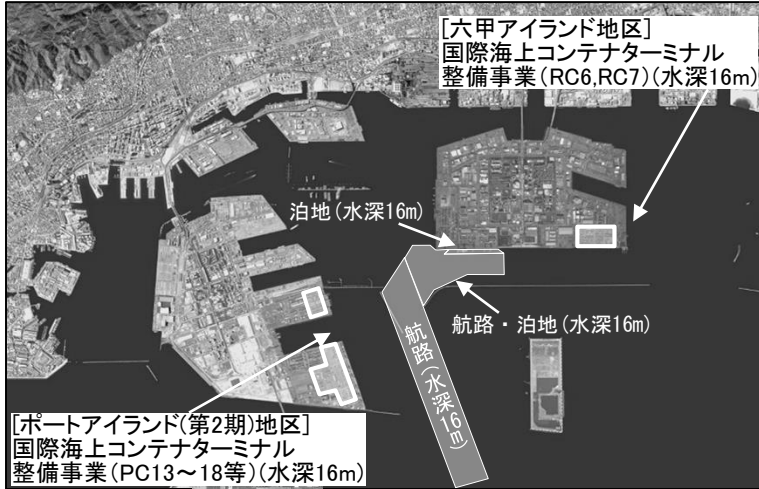 [六甲アイランド地区]
国際海上コンテナターミナル
整備事業(RC6,RC7)(水深16m)
泊地(水深16m)
航路・泊地(水深16m)
航路(水深16m)
[ポートアイランド(第2期)地区]
国際海上コンテナターミナル
整備事業(PC13～18等)(水深16m)